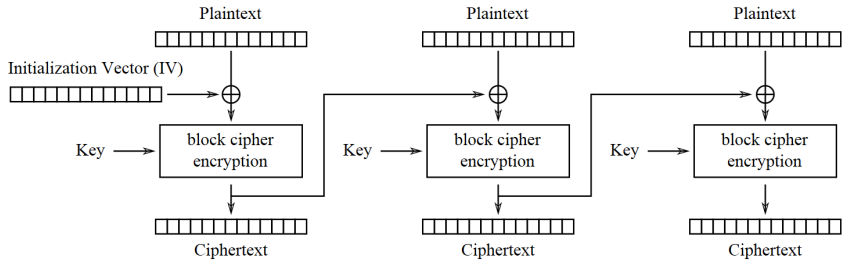 Plaintext
Plaintext
Plaintext
Initialization Vector (IV)
Key
block cipher
encryption
Key
block cipher
encryption
Key
block cipher
encryption
Ciphertext
Ciphertext
Ciphertext